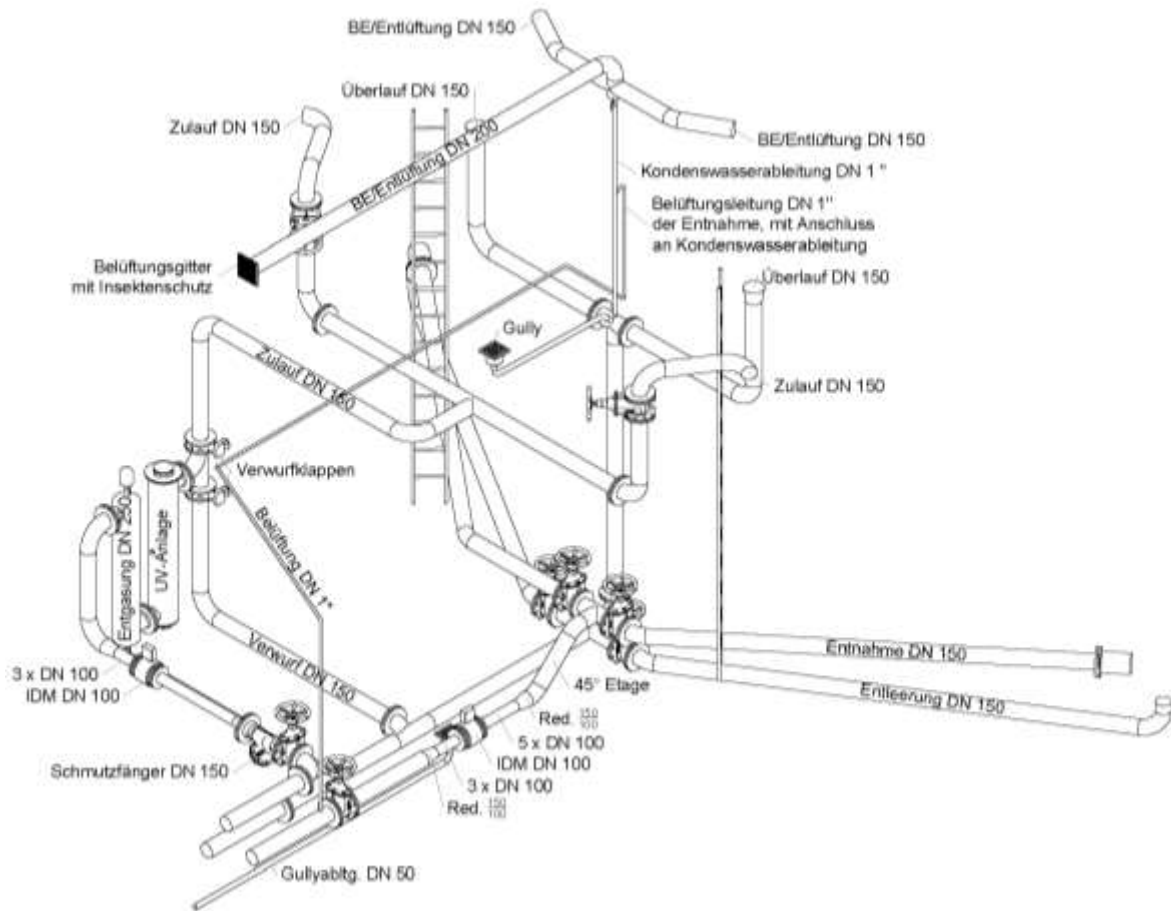 BE/Entlüftung DN 150
Überlauf DN 150
Zulauf DN 150
BE/Entlüftung DN 200
BE/Entlüftung DN 150
Kondenswasserableitung DN 1 "
Belüftungsleitung DN 1"
der Entnahme, mit Anschluss
an Kondenswasserableitung
Belüftungsgitter
mit Insektenschutz
Überlauf DN 150
Gully
Zulauf DN 150
Zulauf DN 150
Verwurfklappen
Entgasung DN 250
UV-Anlage
Belüftung DN 1"
Verwurf DN 150
Entnahme DN 150
3 x DN 100
IDM DN 100
45° Etage
Entleerung DN 150
Red. 150
100
5 x DN 100
IDM DN 100
Schmutzfänger DN 150
3 x DN 100
Red. 150
100
Gullyabltg. DN 50